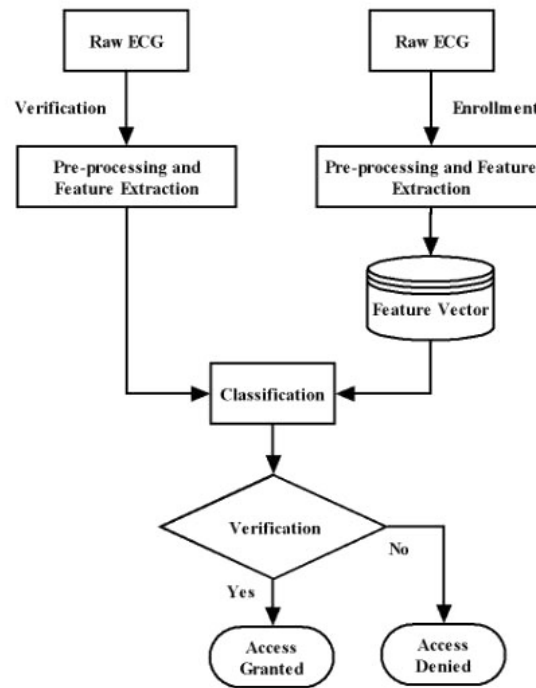 Raw ECG
Raw ECG
Verification
Enrollment
Pre-processing and
Feature Extraction
Pre-processing and Feature
Extraction
Feature Vector
Classification
Verification
No
Yes
Access
Granted
Access
Denied